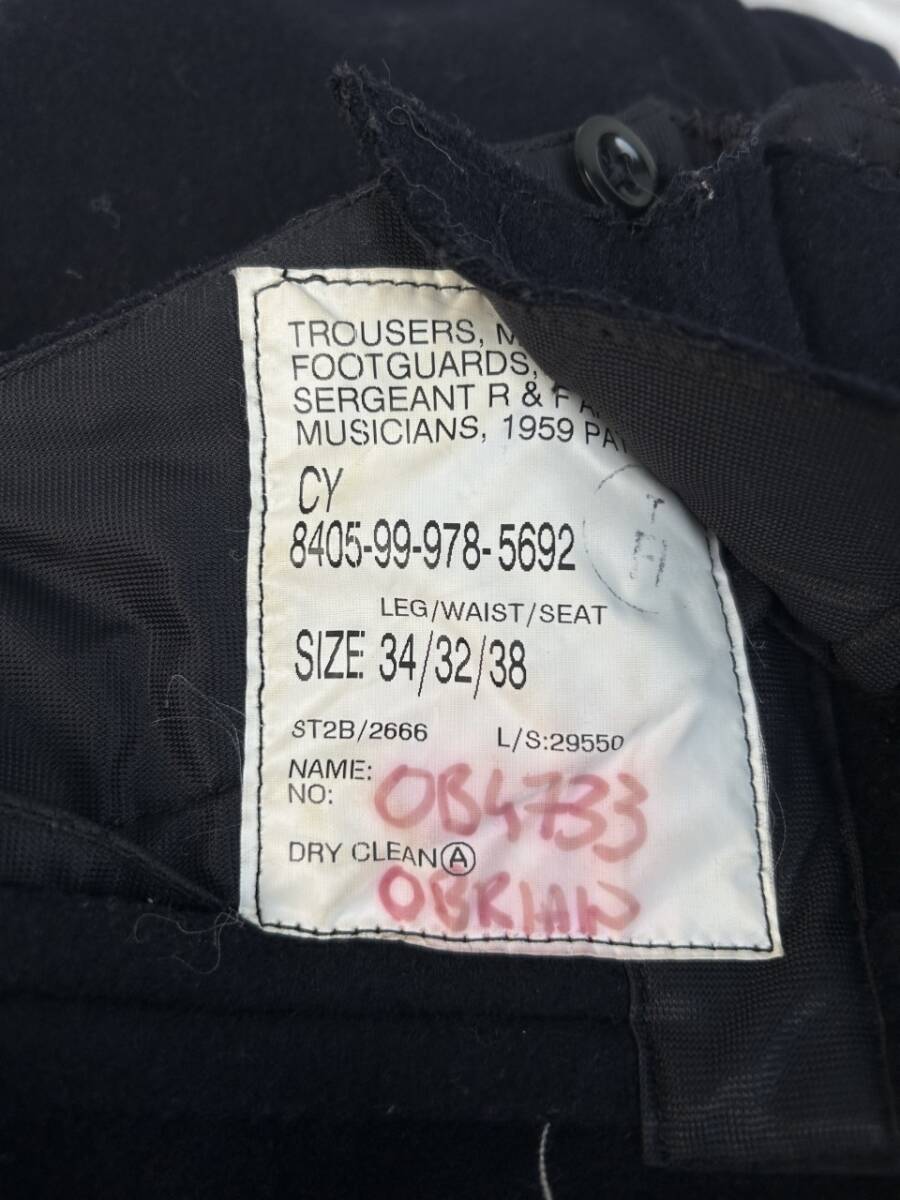 TROUSERS, M
FOOTGUARDS,
SERGEANT R & F A
MUSICIANS, 1959 PA
CY
8405-99-978-5692
LEG/WAIST/SEAT
SIZE: 34/32/38
ST2B/2666 L/S:29550
NAME:
NO: OB4733
DRY CLEAN Ⓐ
OBRIAN